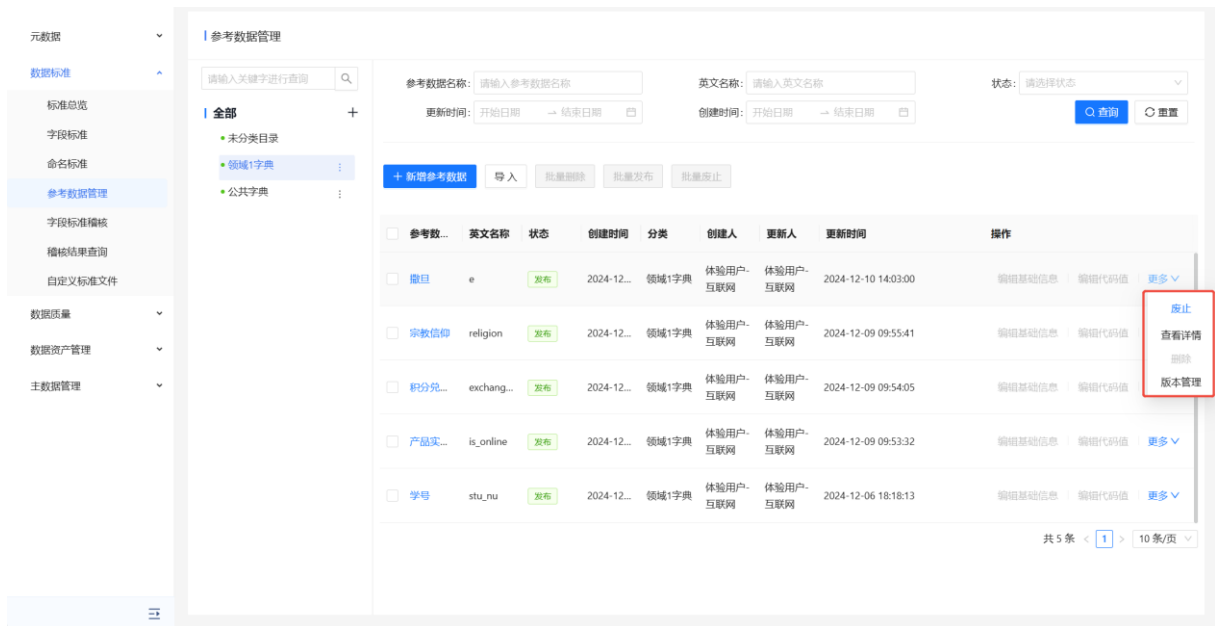 元数据
数据标准
标准总览
字段标准
命名标准
参考数据管理
字段标准稽核
稽核结果查询
自定义标准文件
数据质量
数据资产管理
主数据管理
参考数据管理
请输入关键字进行查询
全部
未分类目录
领域1字典
公共字典
参考数据名称: 请输入参考数据名称 英文名称: 请输入英文名称 状态: 请选择状态
更新时间: 开始日期 → 结束日期 创建时间: 开始日期 → 结束日期 查询 重置
+ 新增参考数据 导入 批量删除 批量发布 批量废止
参考数... 英文名称 状态 创建时间 分类 创建人 更新人 更新时间 操作
撒旦 e 发布 2024-12... 领域1字典 体验用户-互联网 体验用户-互联网 2024-12-10 14:03:00 编辑基础信息 编辑代码值 更多
宗教信仰 religion 发布 2024-12... 领域1字典 体验用户-互联网 体验用户-互联网 2024-12-09 09:55:41 编辑基础信息 编辑代码值
积分兑... exchang... 发布 2024-12... 领域1字典 体验用户-互联网 体验用户-互联网 2024-12-09 09:54:05 编辑基础信息 编辑代码值
产品实... is_online 发布 2024-12... 领域1字典 体验用户-互联网 体验用户-互联网 2024-12-09 09:53:32 编辑基础信息 编辑代码值 更多
学号 stu_nu 发布 2024-12... 领域1字典 体验用户-互联网 体验用户-互联网 2024-12-06 18:18:13 编辑基础信息 编辑代码值 更多
废止
查看详情
删除
版本管理
共 5 条 < 1 > 10 条/页